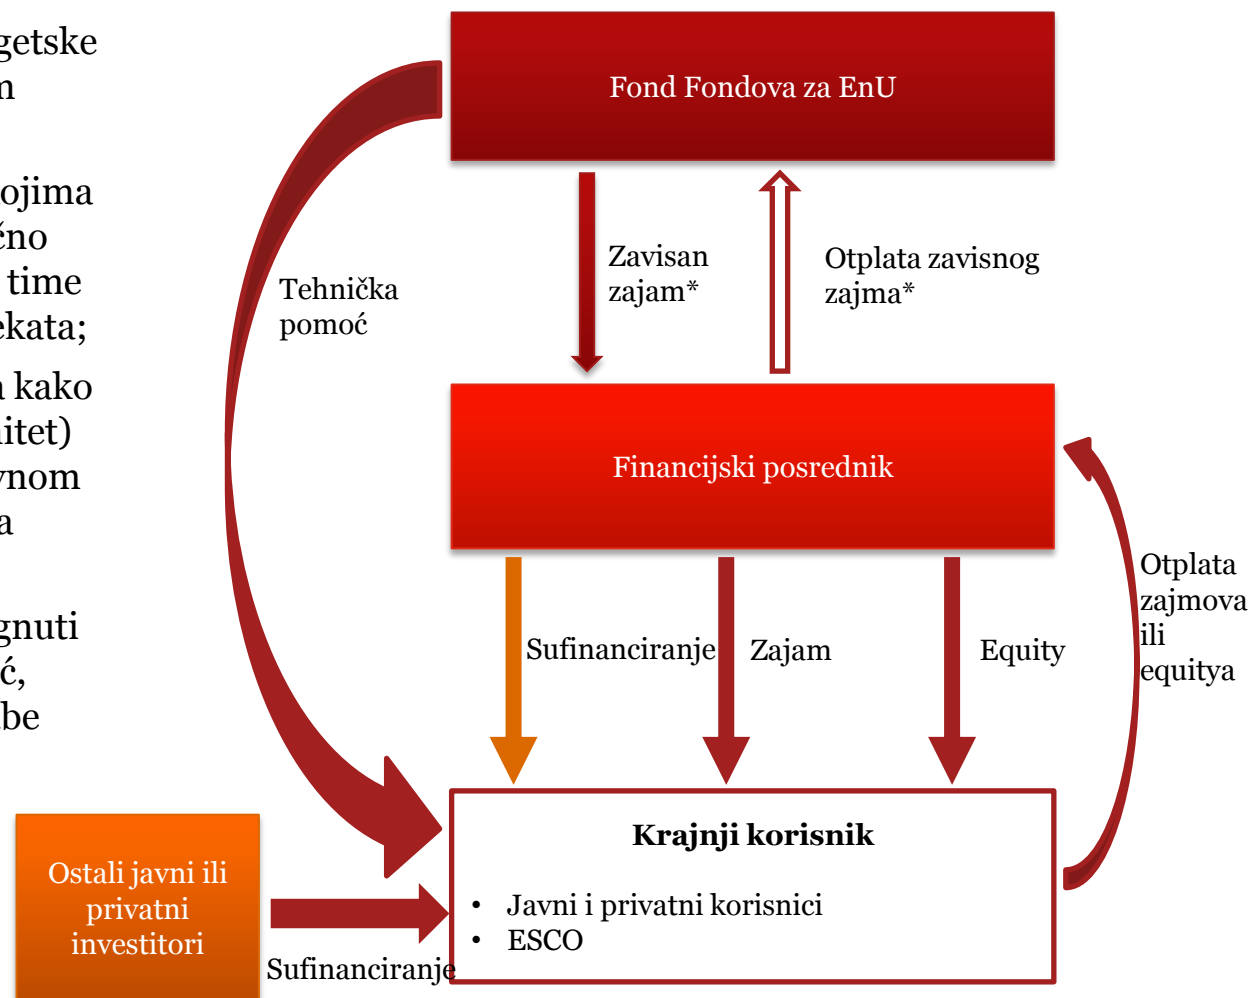 getske
ojima
čno
time
ekata;
kako
nitet)
vnom
a
gnuti
ć,
be
Fond Fondova za EnU
Tehnička
pomoć
Zavisan
zajam*
Otplata zavisnog
zajma*
Financijski posrednik
Sufinanciranje
Zajam
Equity
Otplata
zajmova
ili
equitya
Krajnji korisnik
• Javni i privatni korisnici
• ESCO
Ostali javni ili
privatni
investitori
Sufinanciranje